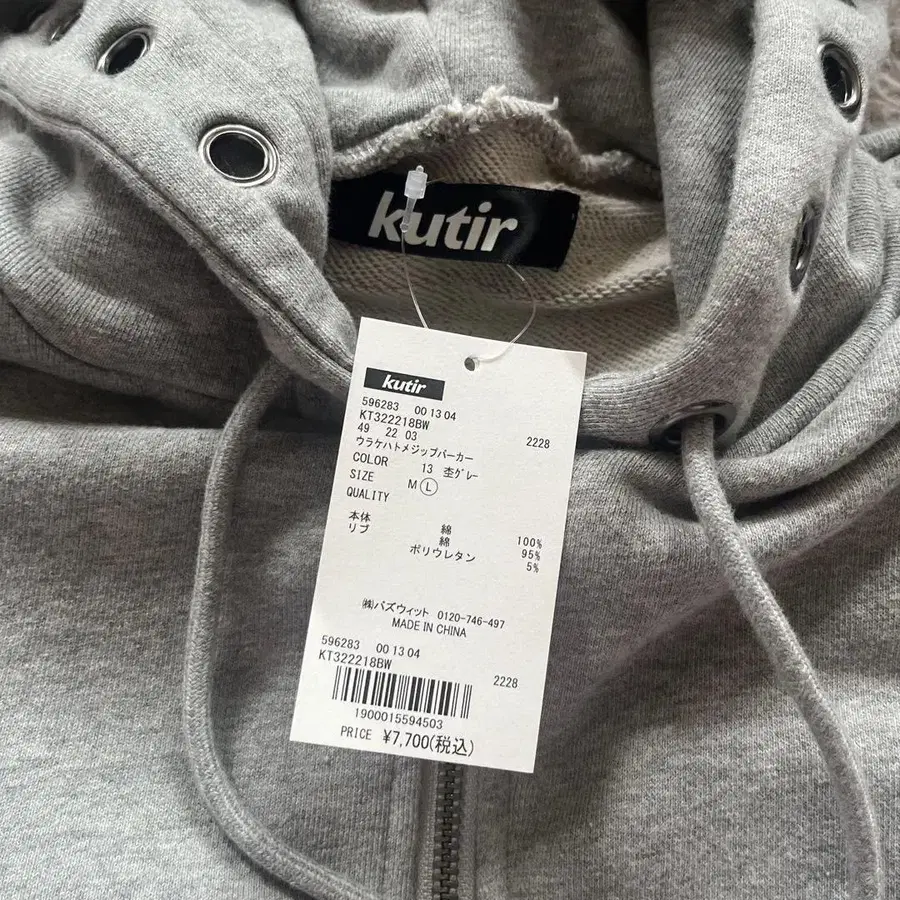 kutir
kutir
596283 00 13 04
KT322218BW
49 22 03 2228
ウラケハトメジップパーカー
COLOR 13 杢グレー
SIZE M L
QUALITY
本体 綿 100%
リブ 綿 95%
ポリウレタン 5%
㈱バズウィット 0120-746-497
MADE IN CHINA
596283 00 13 04
KT322218BW
2228
1900015594503
PRICE ¥7,700(税込)